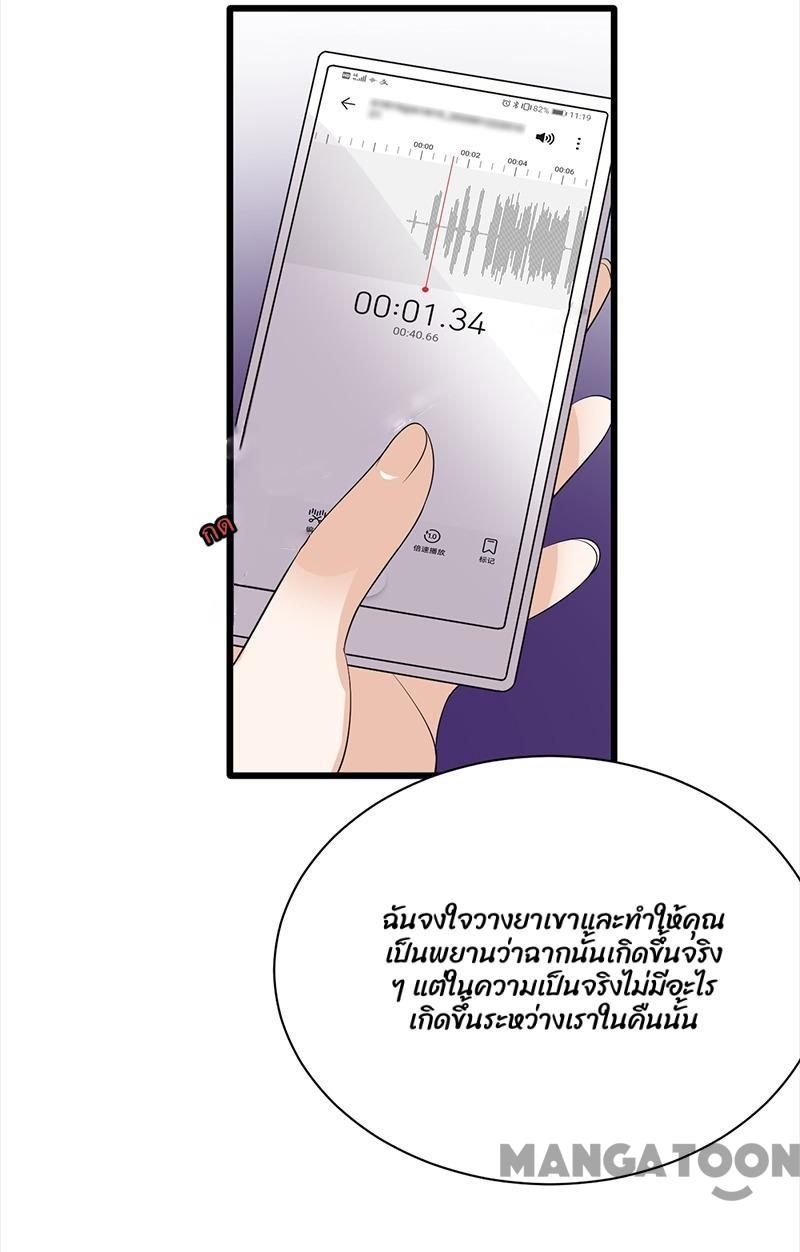 82% 11:19
00:00 00:02 00:04 00:06
00:01.34
00:40.66
倍速播放
标记
กด
ฉันจงใจวางยาเขาและทำให้คุณ
เป็นพยานว่าฉากนั้นเกิดขึ้นจริง
ๆ แต่ในความเป็นจริงไม่มีอะไร
เกิดขึ้นระหว่างเราในคืนนั้น
MANGATOON